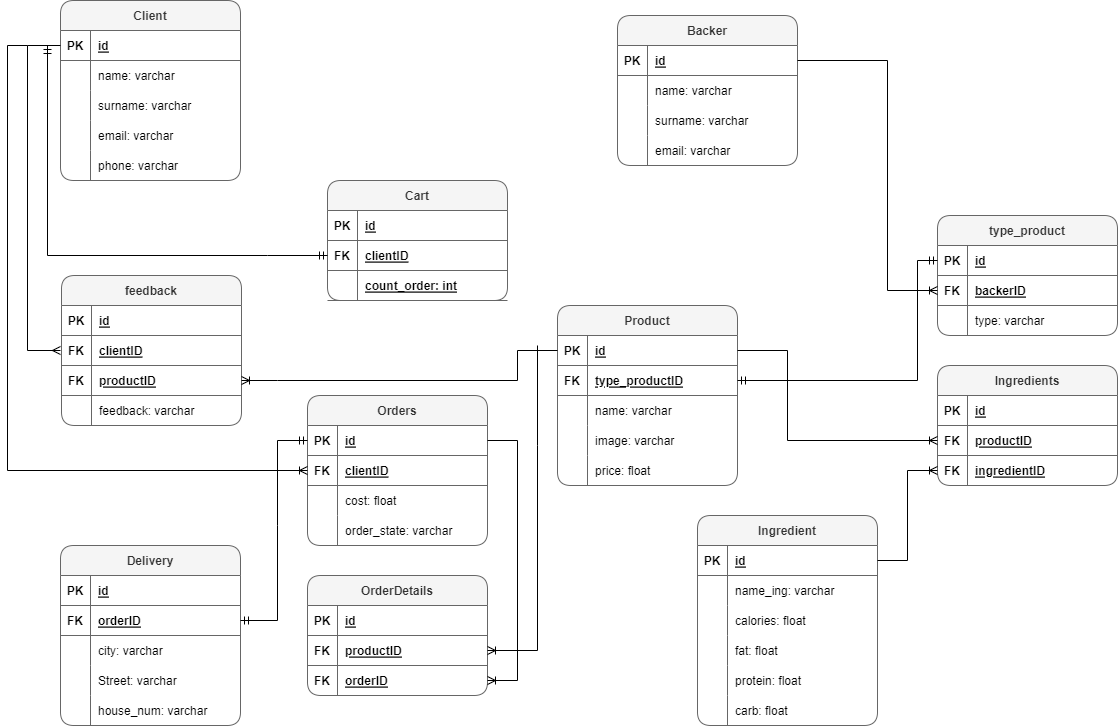 Client
PK id
name: varchar
surname: varchar
email: varchar
phone: varchar
Backer
PK id
name: varchar
surname: varchar
email: varchar
Cart
PK id
FK clientID
count_order: int
type_product
PK id
FK backerID
type: varchar
feedback
PK id
FK clientID
FK productID
feedback: varchar
Product
PK id
FK type_productID
name: varchar
image: varchar
price: float
Ingredients
PK id
FK productID
FK ingredientID
Orders
PK id
FK clientID
cost: float
order_state: varchar
Ingredient
PK id
name_ing: varchar
calories: float
fat: float
protein: float
carb: float
Delivery
PK id
FK orderID
city: varchar
Street: varchar
house_num: varchar
OrderDetails
PK id
FK productID
FK orderID